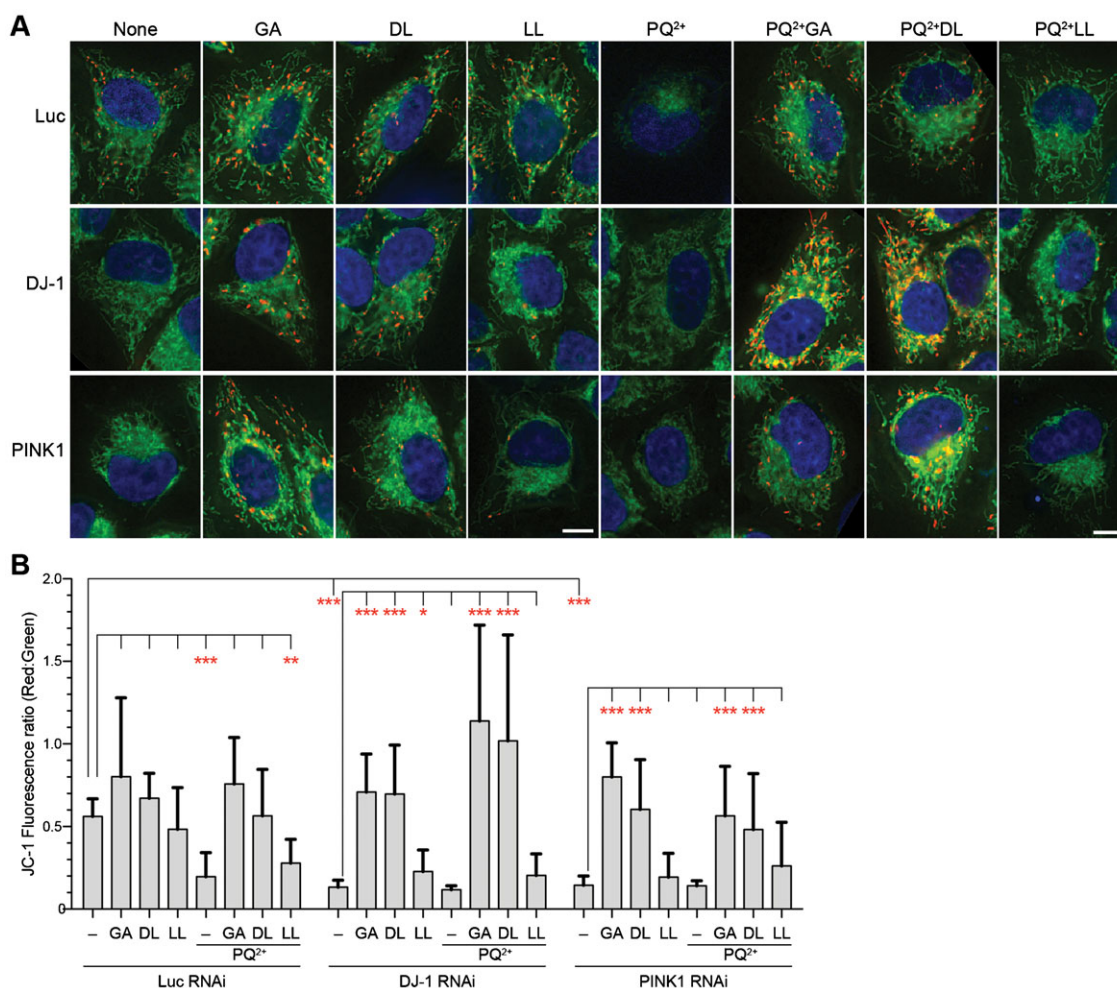 A
None GA DL LL PQ²⁺ PQ²⁺GA PQ²⁺DL PQ²⁺LL
Luc
DJ-1
PINK1
B
JC-1 Fluorescence ratio (Red:Green)
2.0
1.5
1.0
0.5
0
*** ***
*** *** * *** ***
*** **
*** *** *** ***
– GA DL LL – GA DL LL – GA DL LL – GA DL LL – GA DL LL – GA DL LL
PQ²⁺ PQ²⁺ PQ²⁺
Luc RNAi DJ-1 RNAi PINK1 RNAi